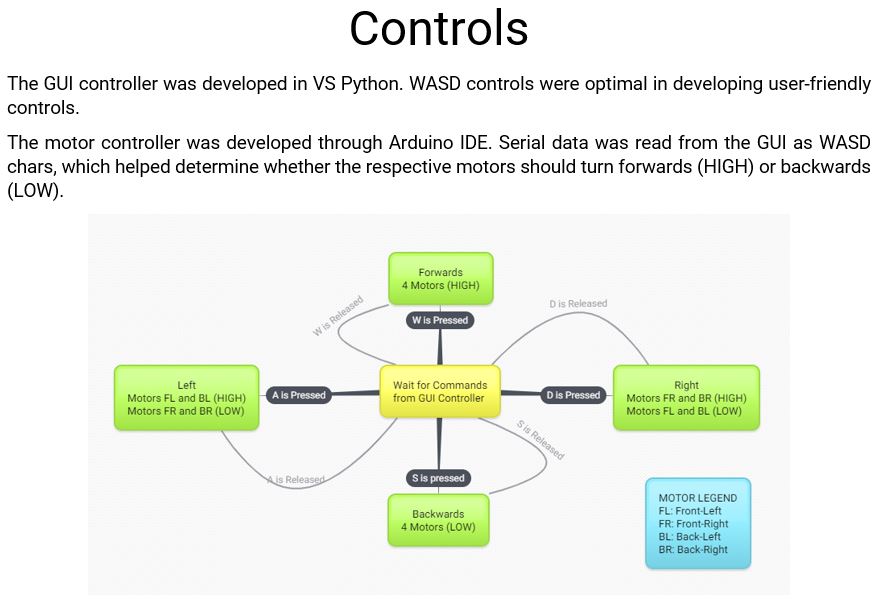 Controls
The GUI controller was developed in VS Python. WASD controls were optimal in developing user-friendly
controls.
The motor controller was developed through Arduino IDE. Serial data was read from the GUI as WASD
chars, which helped determine whether the respective motors should turn forwards (HIGH) or backwards
(LOW).
Forwards
4 Motors (HIGH)
W is Released
W is Pressed
D is Released
Left
Motors FL and BL (HIGH)
Motors FR and BR (LOW)
A is Pressed
Wait for Commands
from GUI Controller
D is Pressed
Right
Motors FR and BR (HIGH)
Motors FL and BL (LOW)
A is Released
S is Released
S is pressed
Backwards
4 Motors (LOW)
MOTOR LEGEND
FL: Front-Left
FR: Front-Right
BL: Back-Left
BR: Back-Right